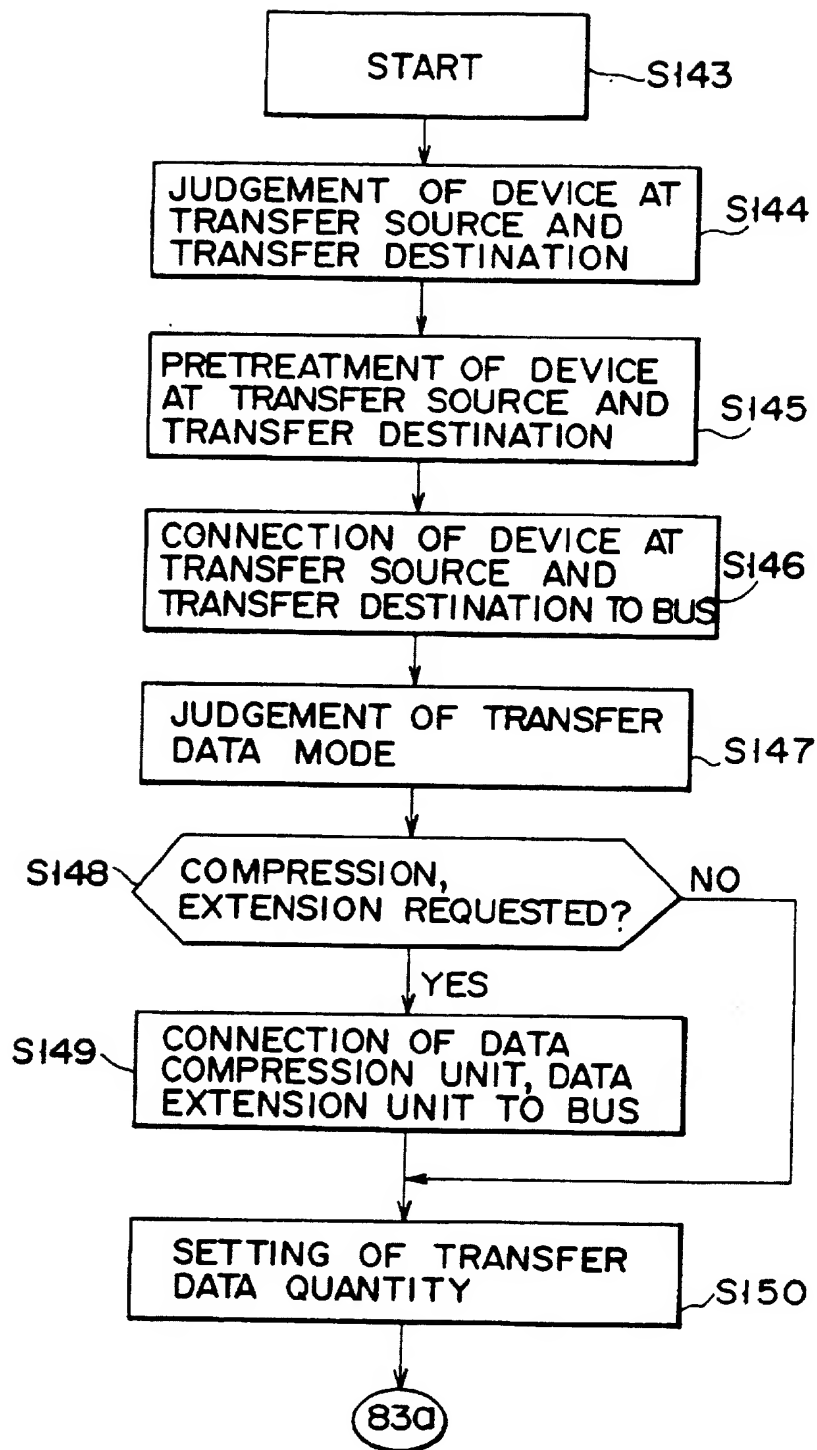 START
S143
JUDGEMENT OF DEVICE AT
TRANSFER SOURCE AND
TRANSFER DESTINATION
S144
PRETREATMENT OF DEVICE
AT TRANSFER SOURCE AND
TRANSFER DESTINATION
S145
CONNECTION OF DEVICE AT
TRANSFER SOURCE AND
TRANSFER DESTINATION TO BUS
S146
JUDGEMENT OF TRANSFER
DATA MODE
S147
S148
COMPRESSION,
EXTENSION REQUESTED?
NO
YES
S149
CONNECTION OF DATA
COMPRESSION UNIT, DATA
EXTENSION UNIT TO BUS
SETTING OF TRANSFER
DATA QUANTITY
S150
83a